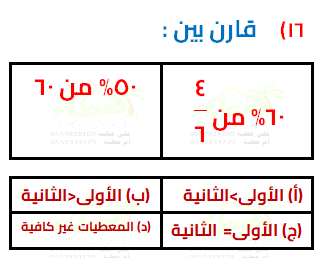 ١٦) قارن بين :
٦٠% من ٤/٦
٥٠% من ٦٠
(أ) الأولى>الثانية
(ب) الأولى<الثانية
(ج) الأولى= الثانية
(د) المعطيات غير كافية